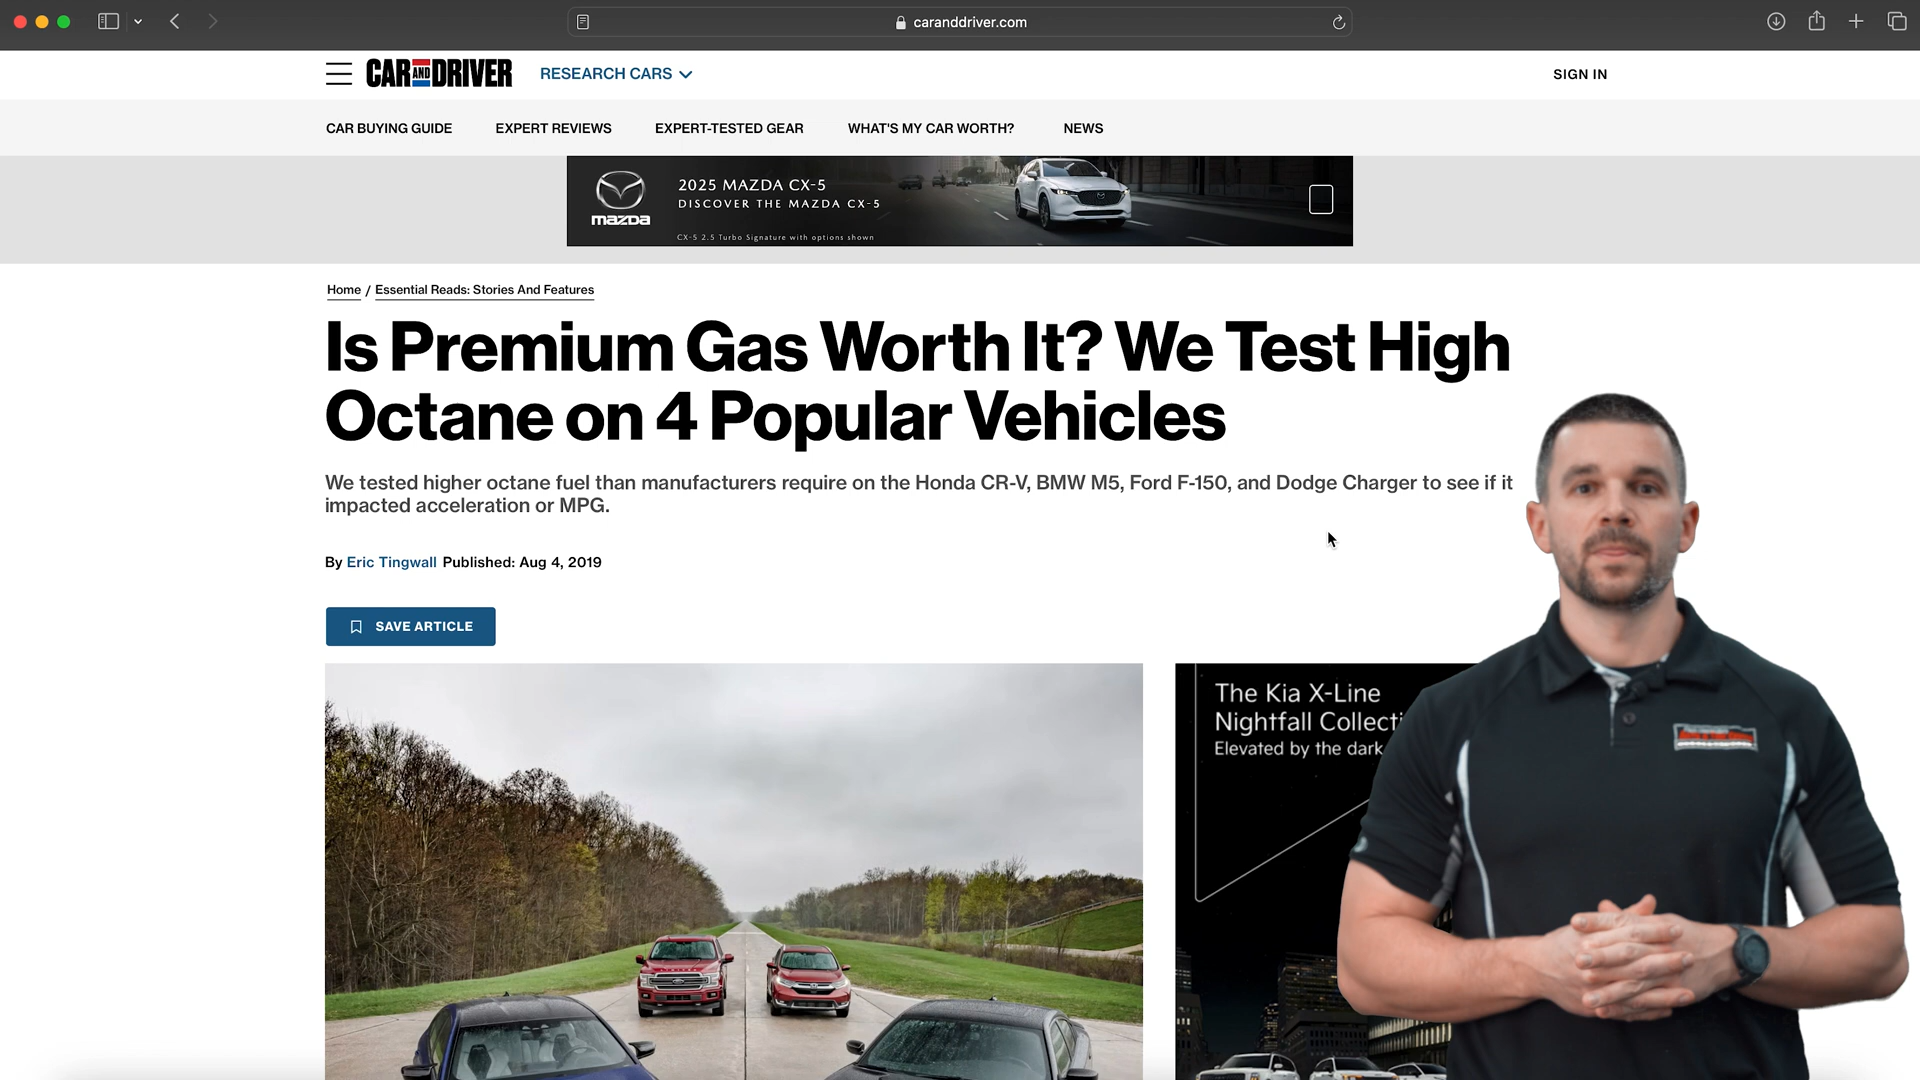 caranddriver.com
CAR AND DRIVER
RESEARCH CARS
SIGN IN
CAR BUYING GUIDE
EXPERT REVIEWS
EXPERT-TESTED GEAR
WHAT'S MY CAR WORTH?
NEWS
mazda
2025 MAZDA CX-5
DISCOVER THE MAZDA CX-5
CX-5 2.5 Turbo Signature with options shown
Home / Essential Reads: Stories And Features
Is Premium Gas Worth It? We Test High
Octane on 4 Popular Vehicles
We tested higher octane fuel than manufacturers require on the Honda CR-V, BMW M5, Ford F-150, and Dodge Charger to see if it
impacted acceleration or MPG.
By Eric Tingwall Published: Aug 4, 2019
SAVE ARTICLE
The Kia X-Line
Nightfall Collecti
Elevated by the dark